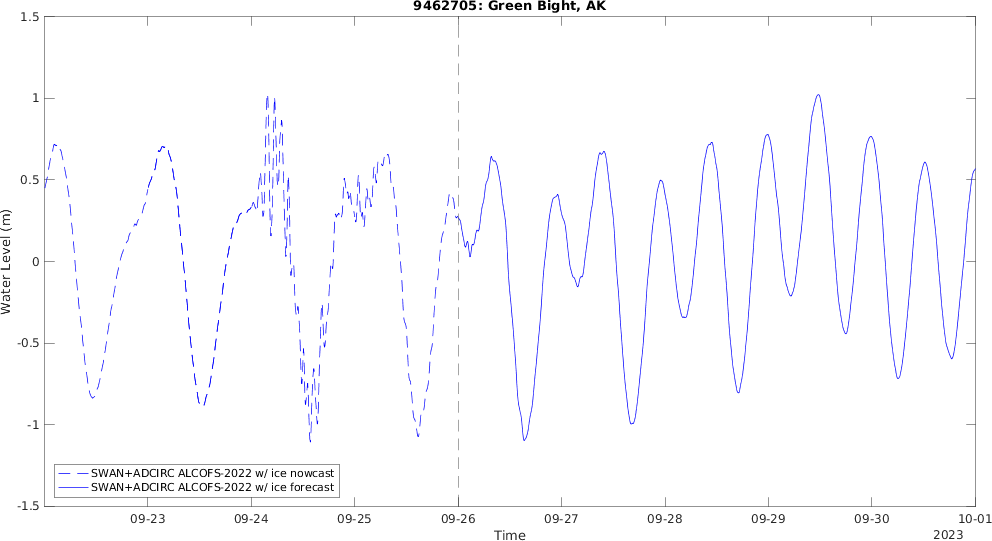 9462705: Green Bight, AK
1.5
1
0.5
0
-0.5
-1
-1.5
Water Level (m)
SWAN+ADCIRC ALCOFS-2022 w/ ice nowcast
SWAN+ADCIRC ALCOFS-2022 w/ ice forecast
09-23 09-24 09-25 09-26 09-27 09-28 09-29 09-30 10-01
Time
2023